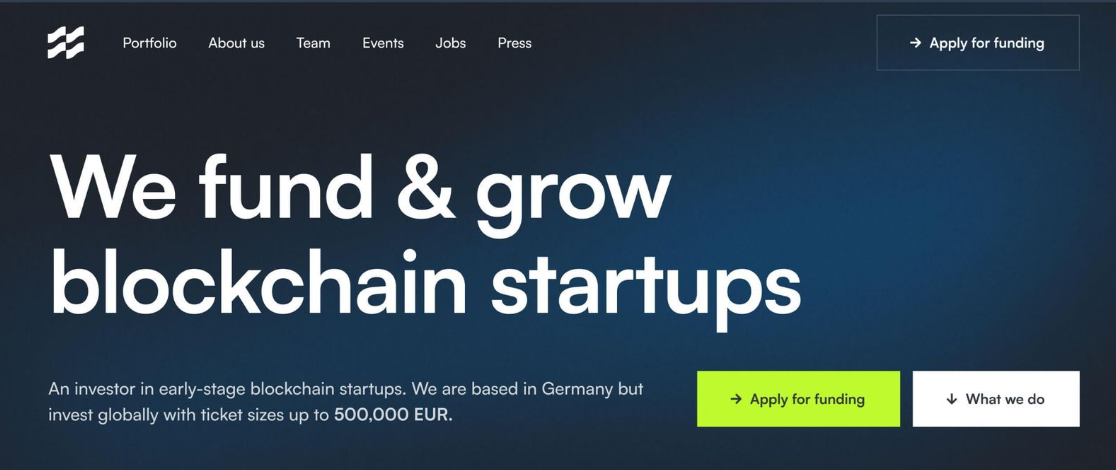 Portfolio About us Team Events Jobs Press → Apply for funding
We fund & grow
blockchain startups
An investor in early-stage blockchain startups. We are based in Germany but
invest globally with ticket sizes up to 500,000 EUR.
→ Apply for funding
↓ What we do